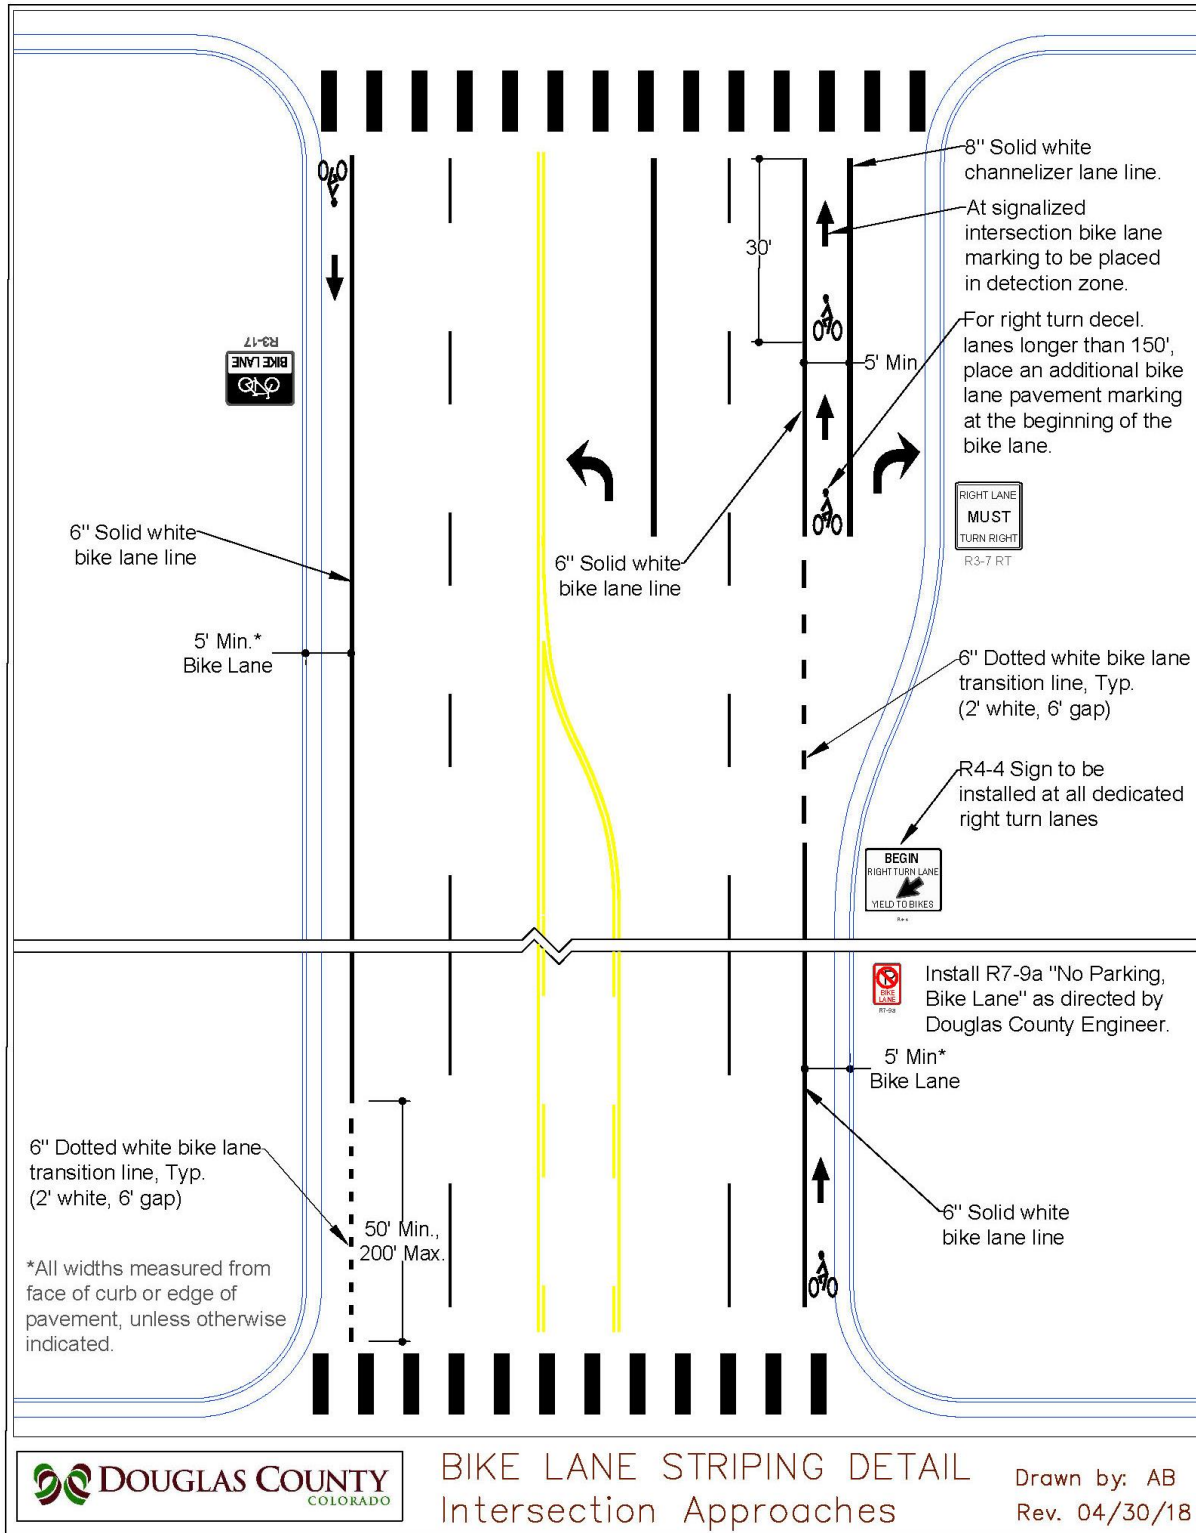 8" Solid white
channelizer lane line.
At signalized
intersection bike lane
marking to be placed
in detection zone.
30'
For right turn decel.
lanes longer than 150',
place an additional bike
lane pavement marking
at the beginning of the
bike lane.
5' Min
R3-17
BIKE LANE
RIGHT LANE
MUST
TURN RIGHT
R3-7 RT
6" Solid white
bike lane line
6" Solid white
bike lane line
5' Min.*
Bike Lane
6" Dotted white bike lane
transition line, Typ.
(2' white, 6' gap)
R4-4 Sign to be
installed at all dedicated
right turn lanes
BEGIN
RIGHT TURN LANE
YIELD TO BIKES
BIKE
LANE
R7-9a
Install R7-9a "No Parking,
Bike Lane" as directed by
Douglas County Engineer.
5' Min*
Bike Lane
6" Dotted white bike lane
transition line, Typ.
(2' white, 6' gap)
50' Min.,
200' Max.
6" Solid white
bike lane line
*All widths measured from
face of curb or edge of
pavement, unless otherwise
indicated.
DOUGLAS COUNTY
COLORADO
BIKE LANE STRIPING DETAIL
Intersection Approaches
Drawn by: AB
Rev. 04/30/18